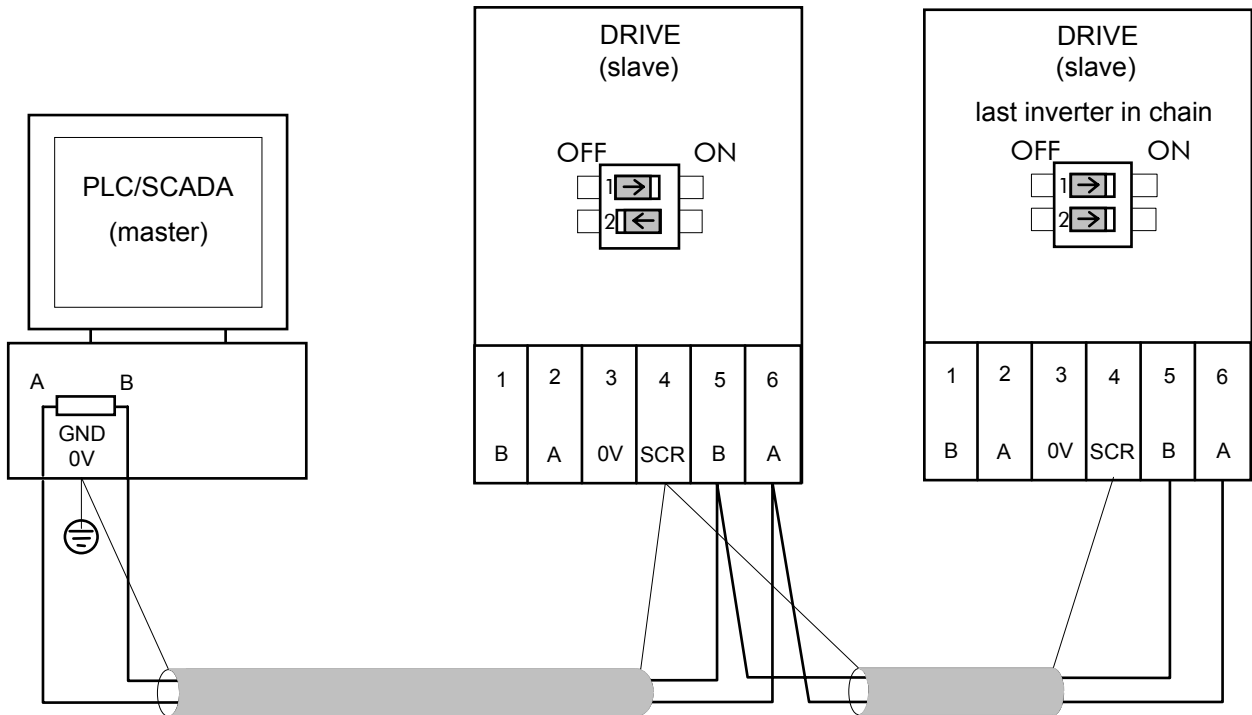 PLC/SCADA
(master)
A B
GND
0V
DRIVE
(slave)
OFF ON
1
2
1 2 3 4 5 6
B A 0V SCR B A
DRIVE
(slave)
last inverter in chain
OFF ON
1
2
1 2 3 4 5 6
B A 0V SCR B A